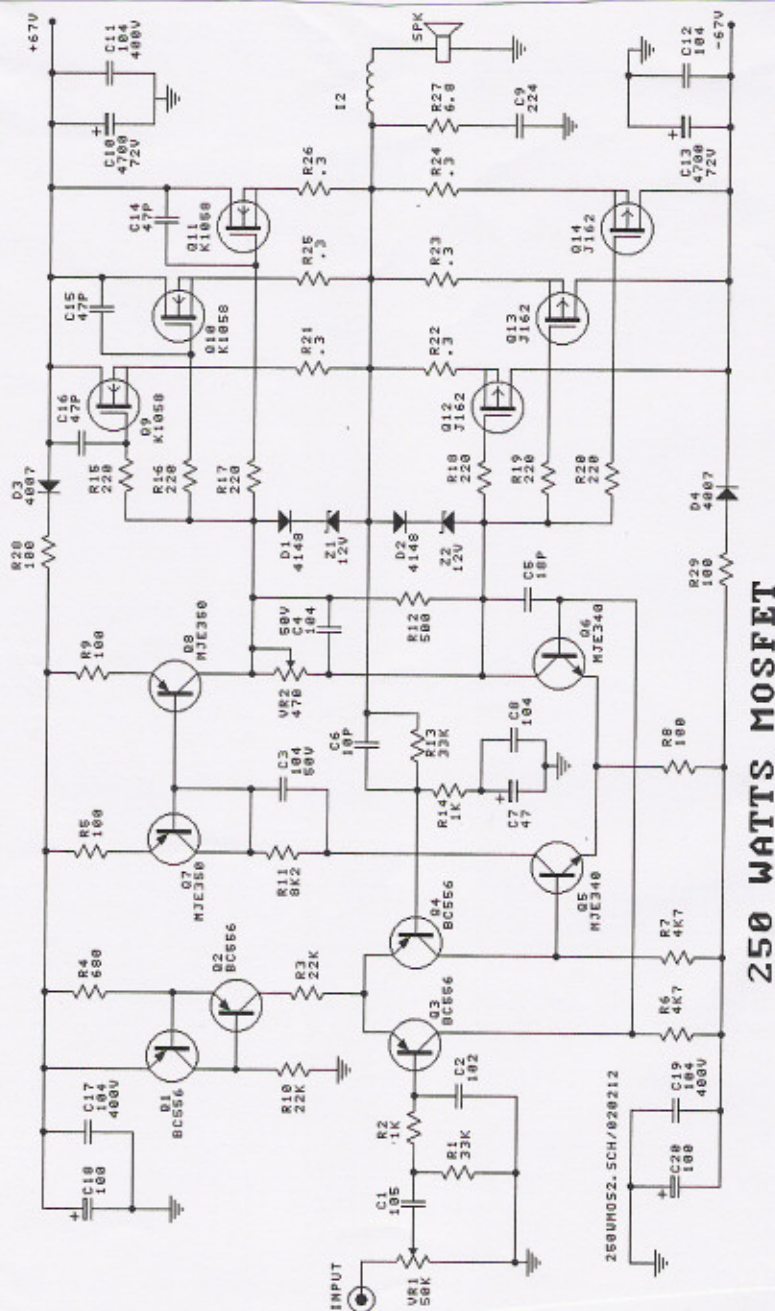 +67V
C11
104
400V
C10
4700
72V
SPK
I2
R27
6.8
C9
224
C12
104
-67V
C13
4700
72V
C14
47P
Q11
K1058
R26
.3
R24
.3
Q14
J162
C15
47P
Q10
K1058
R25
.3
R23
.3
Q13
J162
C16
47P
Q9
K1058
R21
.3
R22
.3
Q12
J162
D3
4007
R28
100
R15
220
R16
220
R17
220
R18
220
R19
220
R20
220
D4
4007
R29
100
D1
4148
Z1
12V
D2
4148
Z2
12V
R9
100
Q8
MJE350
50V
C4
104
VR2
470
R12
500
C5
18P
Q6
MJE340
C6
10P
R13
33K
C8
104
R14
1K
C7
47
R8
100
R5
100
Q7
MJE350
C3
104
50V
R11
8K2
Q4
BC556
Q5
MJE340
R4
680
Q2
BC556
R3
22K
Q3
BC556
R7
4K7
R6
4K7
Q1
BC556
R10
22K
C2
102
R2
1K
R1
33K
C1
105
C17
104
400V
C18
100
C19
104
400V
C20
100
INPUT
VR1
50K
250WMOS2.SCH/020212
250 WATTS MOSFET